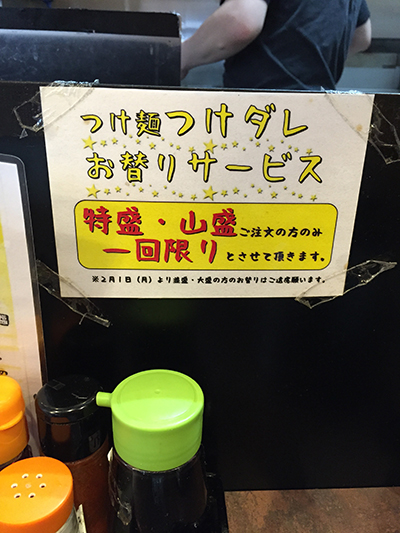 つけ麺つけダレ
お替りサービス
特盛・山盛ご注文の方のみ
一回限りとさせて頂きます。
※2月1日（月）より並盛・大盛の方のお替りはご遠慮願います。